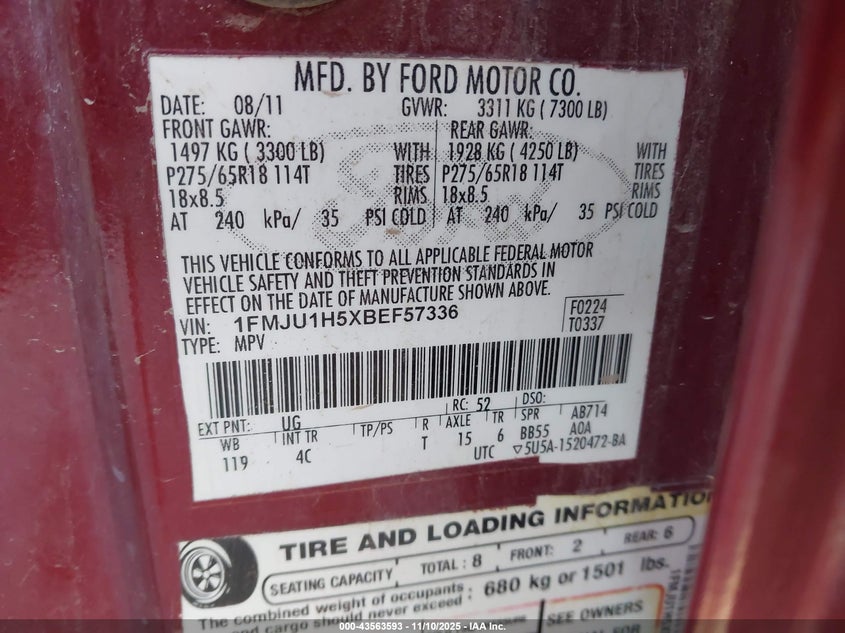 MFD. BY FORD MOTOR CO.
DATE: 08/11 GVWR: 3311 KG ( 7300 LB)
FRONT GAWR: REAR GAWR:
1497 KG ( 3300 LB) WITH 1928 KG ( 4250 LB) WITH
P275/65R18 114T TIRES P275/65R18 114T TIRES
18x8.5 RIMS 18x8.5 RIMS
AT 240 kPa/ 35 PSI COLD AT 240 kPa/ 35 PSI COLD
THIS VEHICLE CONFORMS TO ALL APPLICABLE FEDERAL MOTOR
VEHICLE SAFETY AND THEFT PREVENTION STANDARDS IN
EFFECT ON THE DATE OF MANUFACTURE SHOWN ABOVE.
VIN: 1FMJU1H5XBEF57336 F0224
TYPE: MPV T0337
EXT PNT: UG RC: 52 DSO:
WB INT TR TP/PS R AXLE TR SPR AB714
119 4C T 15 6 BB55 A0A
UTC ▽5U5A-1520472-BA
TIRE AND LOADING INFORMATION
SEATING CAPACITY TOTAL : 8 FRONT: 2 REAR: 6
The combined weight of occupants : 680 kg or 1501 lbs.
and cargo should never exceed :
SEE OWNERS
000-43563593 - 11/10/2025 - IAA Inc.